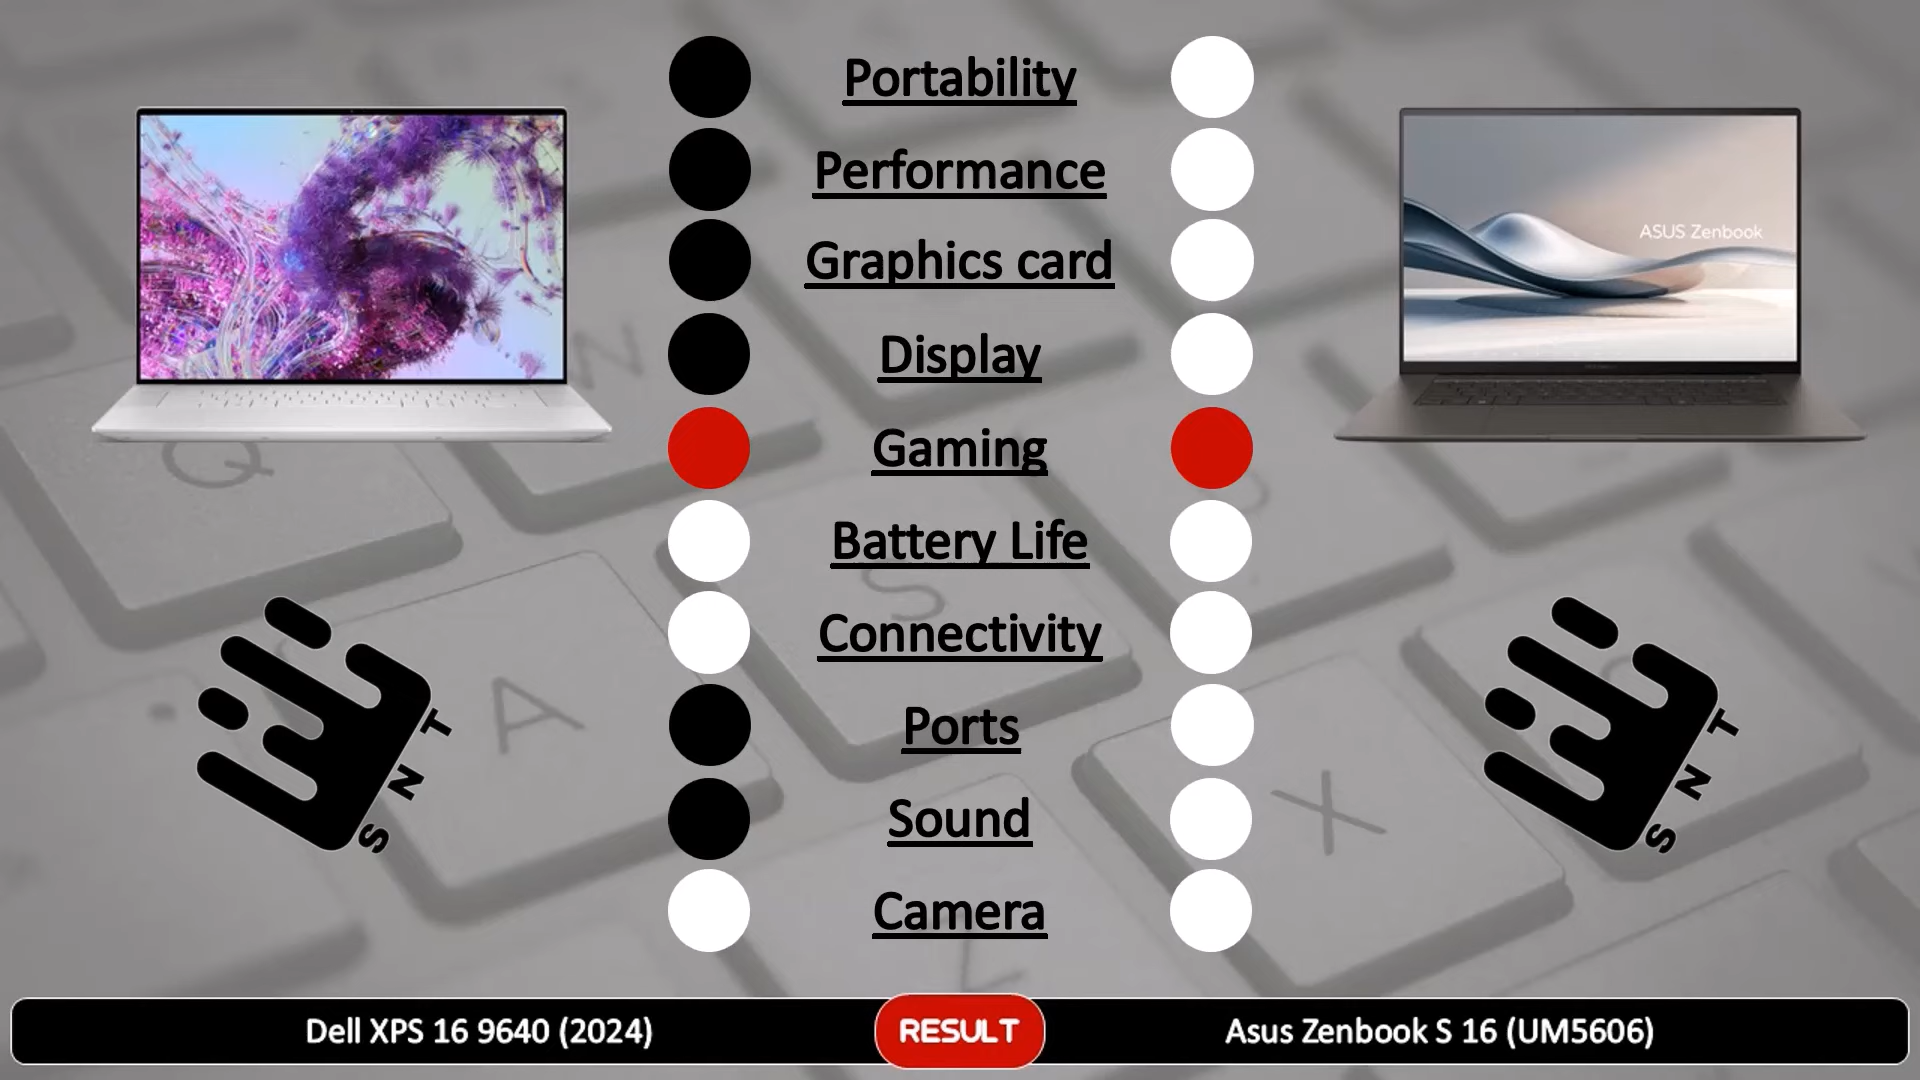 Portability
Performance
Graphics card
Display
Gaming
Battery Life
Connectivity
Ports
Sound
Camera
ASUS Zenbook
Q
W
A
S
X
Z
SNT
SNT
Dell XPS 16 9640 (2024)
RESULT
Asus Zenbook S 16 (UM5606)